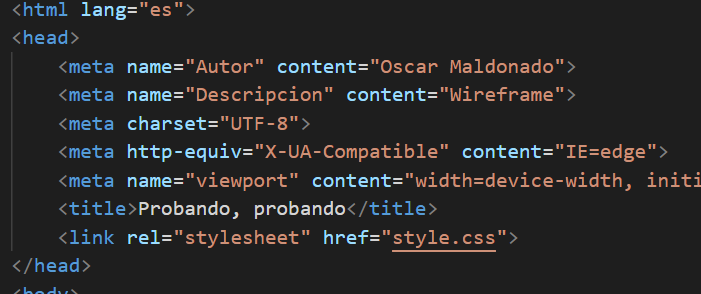 <html lang="es">
<head>
<meta name="Autor" content="Oscar Maldonado">
<meta name="Descripcion" content="Wireframe">
<meta charset="UTF-8">
<meta http-equiv="X-UA-Compatible" content="IE=edge">
<meta name="viewport" content="width=device-width, initi
<title>Probando, probando</title>
<link rel="stylesheet" href="style.css">
</head>
<body>